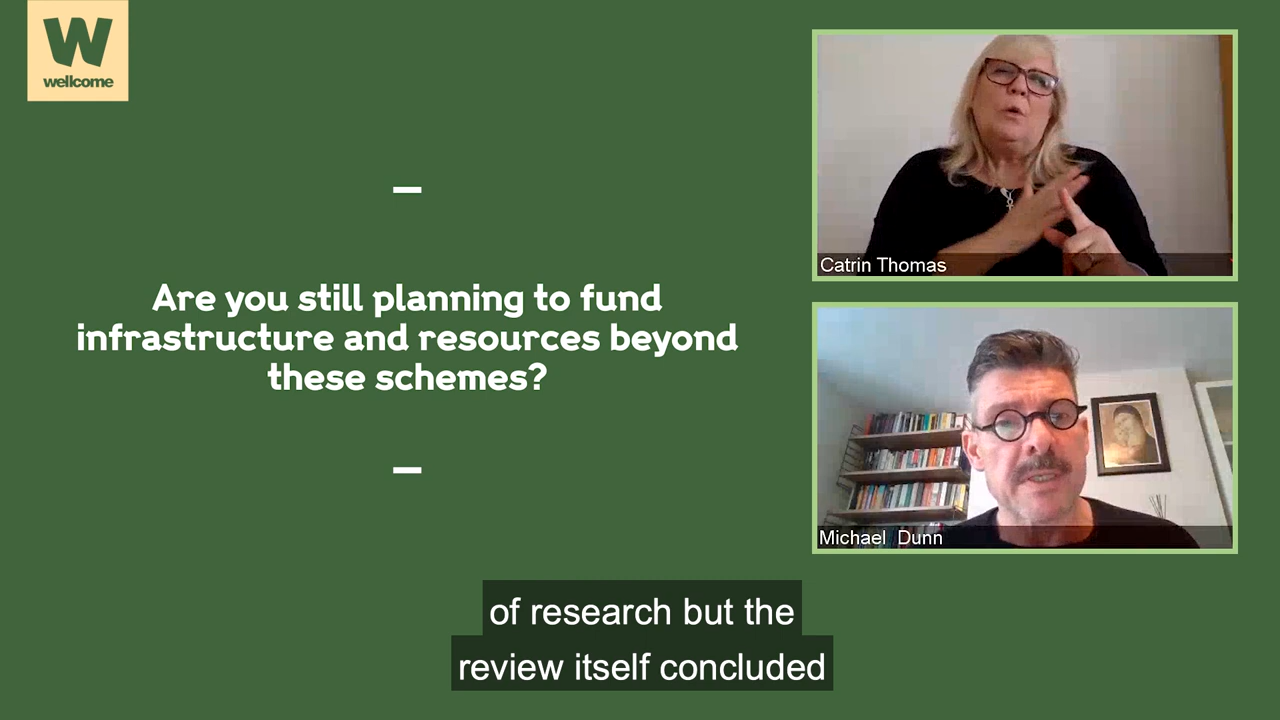 W
wellcome
Are you still planning to fund
infrastructure and resources beyond
these schemes?
Catrin Thomas
Michael Dunn
of research but the
review itself concluded